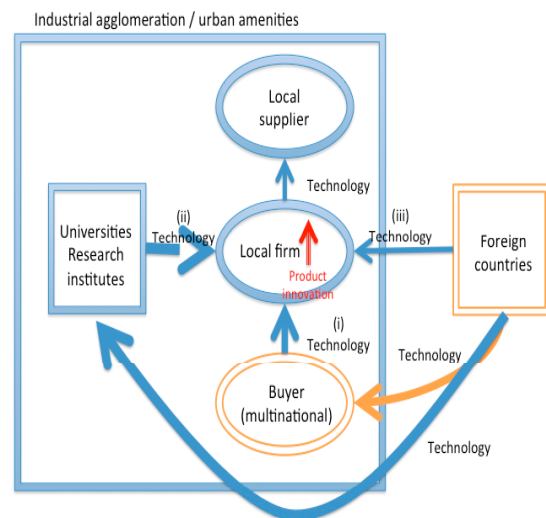 Industrial agglomeration / urban amenities
Local
supplier
Technology
(ii)
Technology
(iii)
Technology
Universities
Research
institutes
Local firm
Foreign
countries
Product
innovation
(i)
Technology
Technology
Buyer
(multinational)
Technology